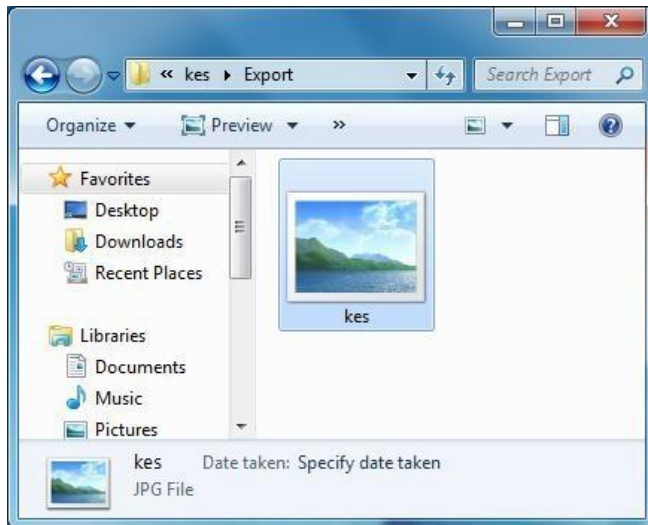 « kes ▸ Export
Search Export
Organize
Preview
»
Favorites
Desktop
Downloads
Recent Places
Libraries
Documents
Music
Pictures
kes
kes Date taken: Specify date taken
JPG File